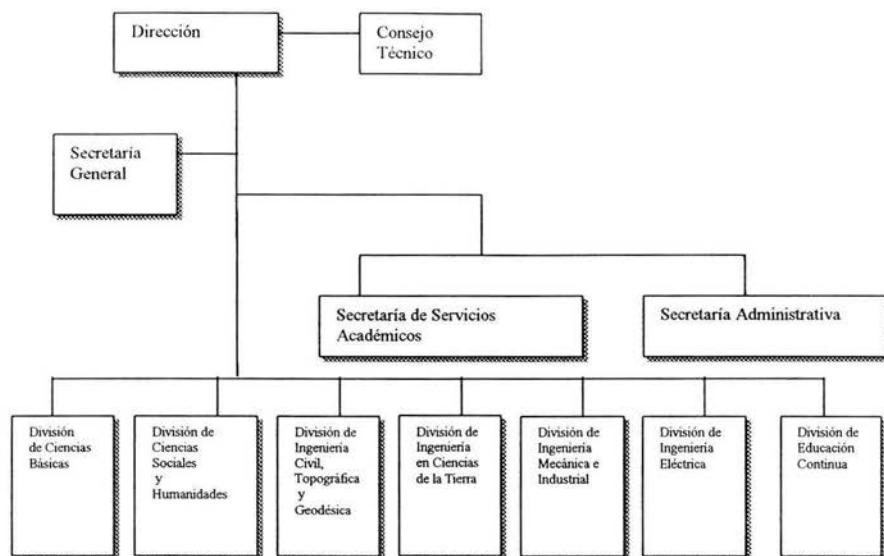 Dirección
Consejo
Técnico
Secretaría
General
Secretaría de Servicios
Académicos
Secretaría Administrativa
División
de Ciencias
Básicas
División de
Ciencias
Sociales
y
Humanidades
División de
Ingeniería
Civil,
Topográfica
y
Geodésica
División de
Ingeniería
en Ciencias
de la Tierra
División de
Ingeniería
Mecánica e
Industrial
División de
Ingeniería
Eléctrica
División de
Educación
Continua